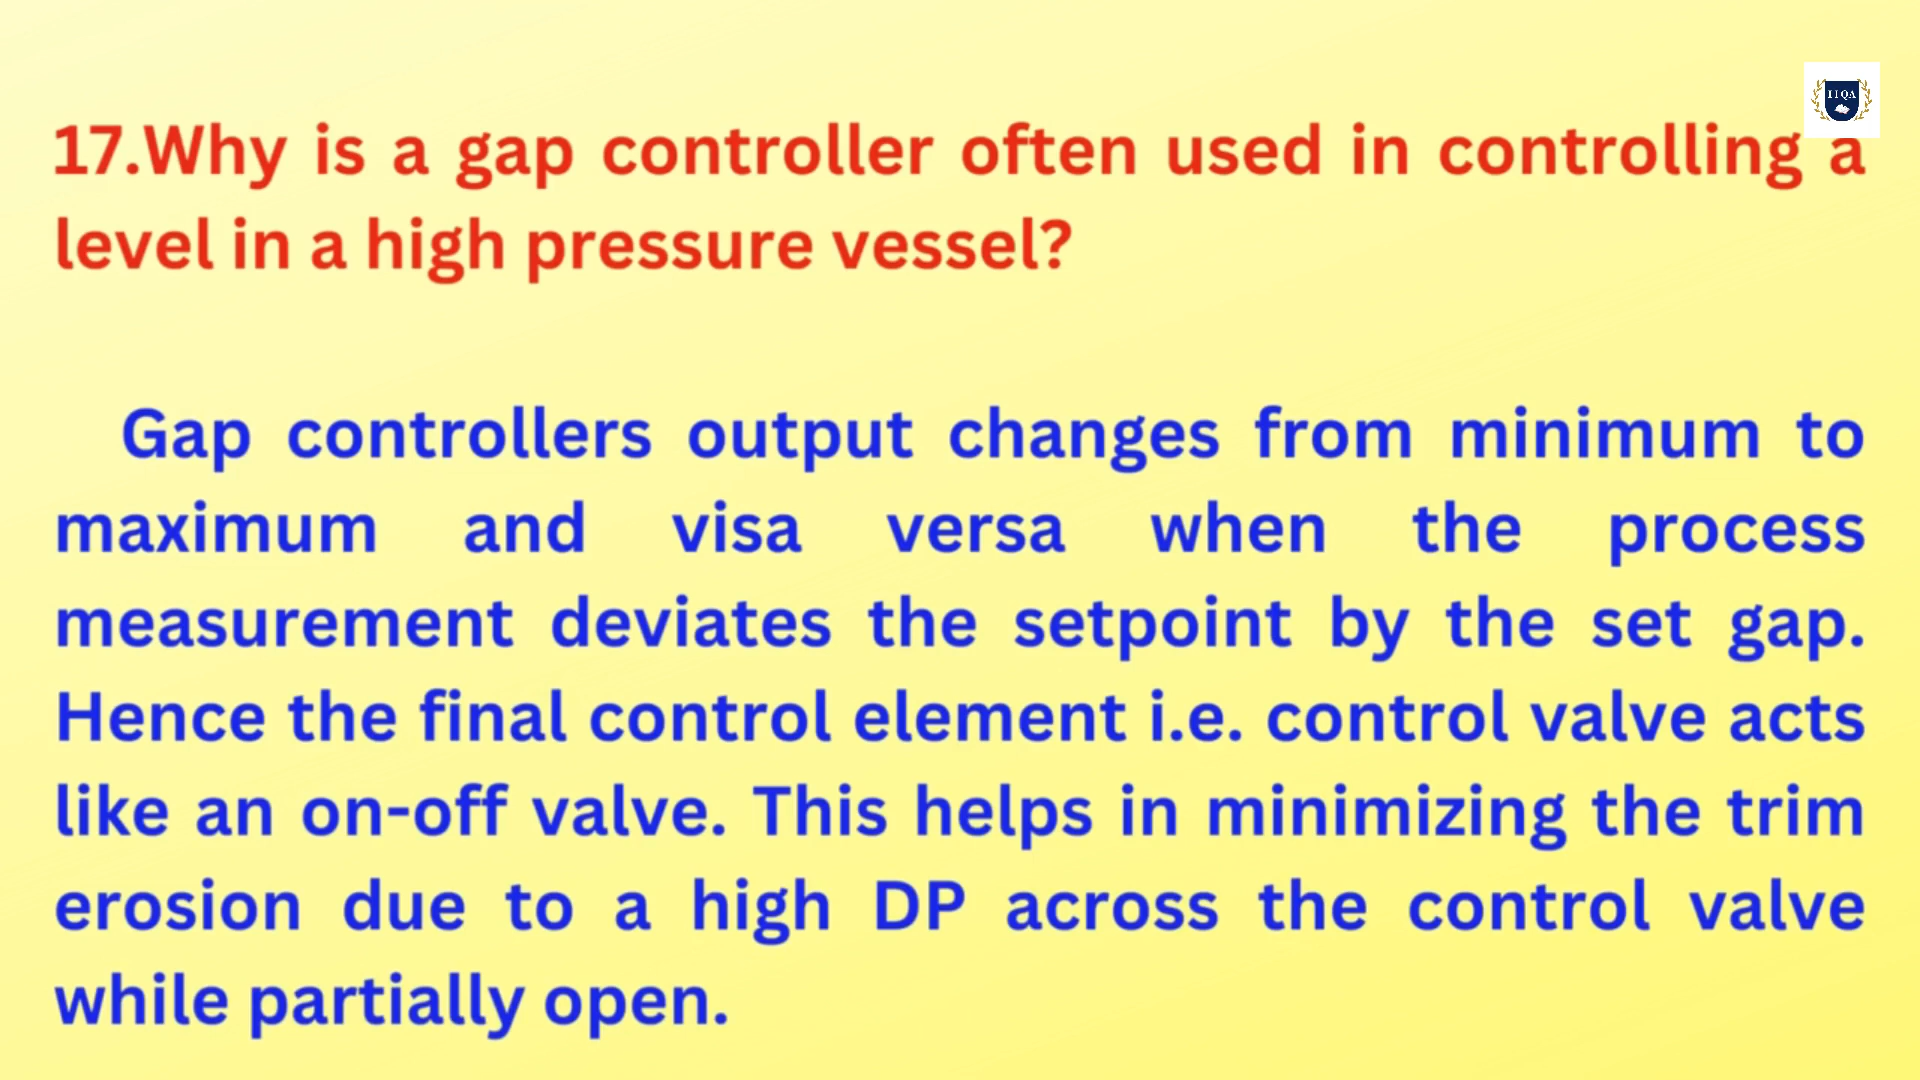 IIQA
17.Why is a gap controller often used in controlling a
level in a high pressure vessel?
Gap controllers output changes from minimum to
maximum and visa versa when the process
measurement deviates the setpoint by the set gap.
Hence the final control element i.e. control valve acts
like an on-off valve. This helps in minimizing the trim
erosion due to a high DP across the control valve
while partially open.